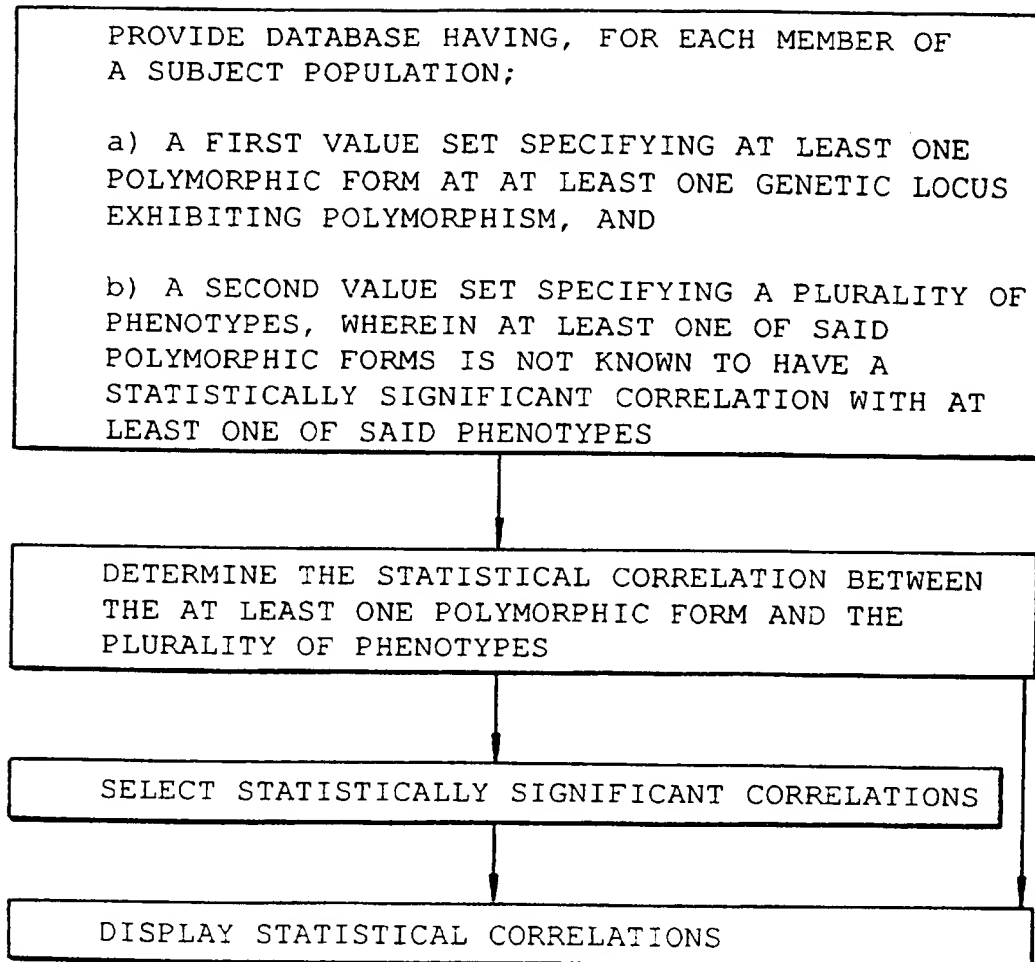 PROVIDE DATABASE HAVING, FOR EACH MEMBER OF
A SUBJECT POPULATION;
a) A FIRST VALUE SET SPECIFYING AT LEAST ONE
POLYMORPHIC FORM AT AT LEAST ONE GENETIC LOCUS
EXHIBITING POLYMORPHISM, AND
b) A SECOND VALUE SET SPECIFYING A PLURALITY OF
PHENOTYPES, WHEREIN AT LEAST ONE OF SAID
POLYMORPHIC FORMS IS NOT KNOWN TO HAVE A
STATISTICALLY SIGNIFICANT CORRELATION WITH AT
LEAST ONE OF SAID PHENOTYPES
DETERMINE THE STATISTICAL CORRELATION BETWEEN
THE AT LEAST ONE POLYMORPHIC FORM AND THE
PLURALITY OF PHENOTYPES
SELECT STATISTICALLY SIGNIFICANT CORRELATIONS
DISPLAY STATISTICAL CORRELATIONS